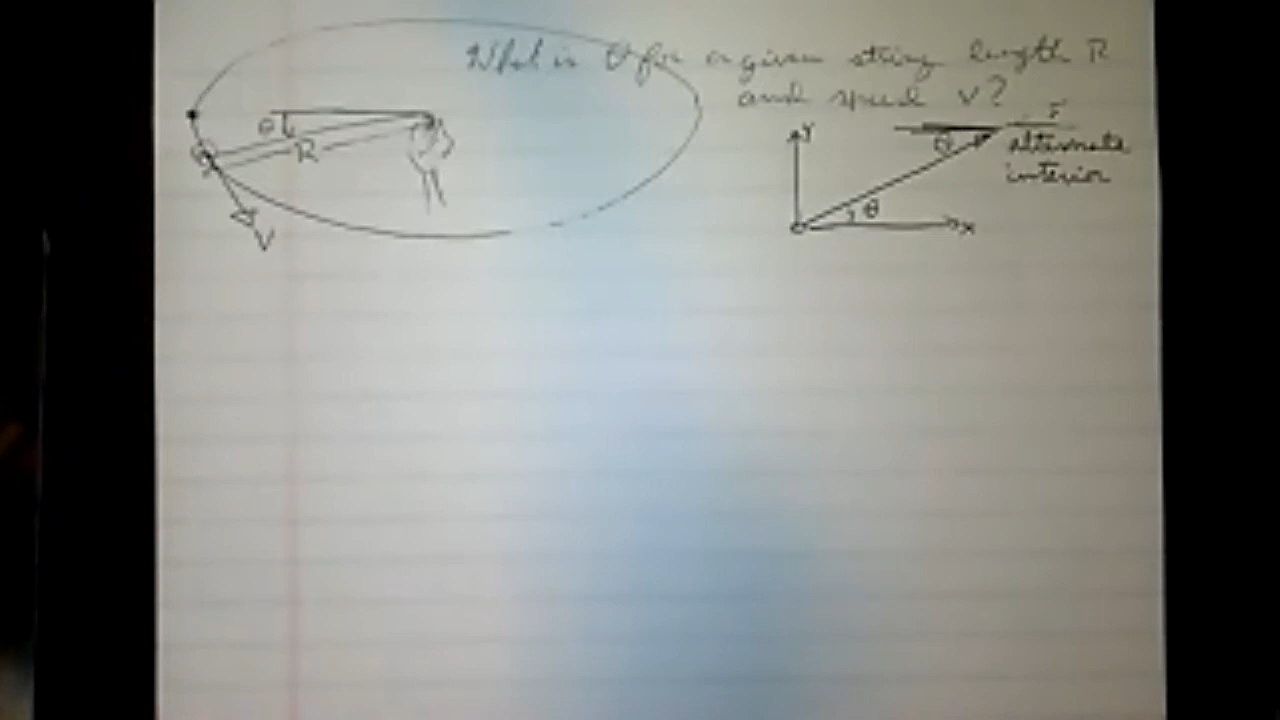 What is θ for a given string length R
and speed v?
θ
R
V
Y
θ
x
θ
alternate
interior